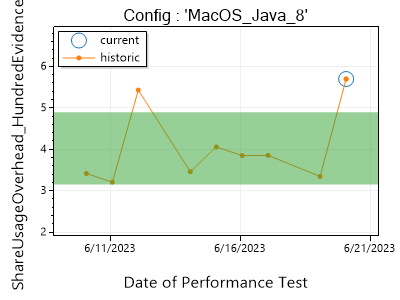 Config : 'MacOS_Java_8'
current
historic
ShareUsageOverhead_HundredEvidence
6
5
4
3
2
6/11/2023
6/16/2023
6/21/2023
Date of Performance Test